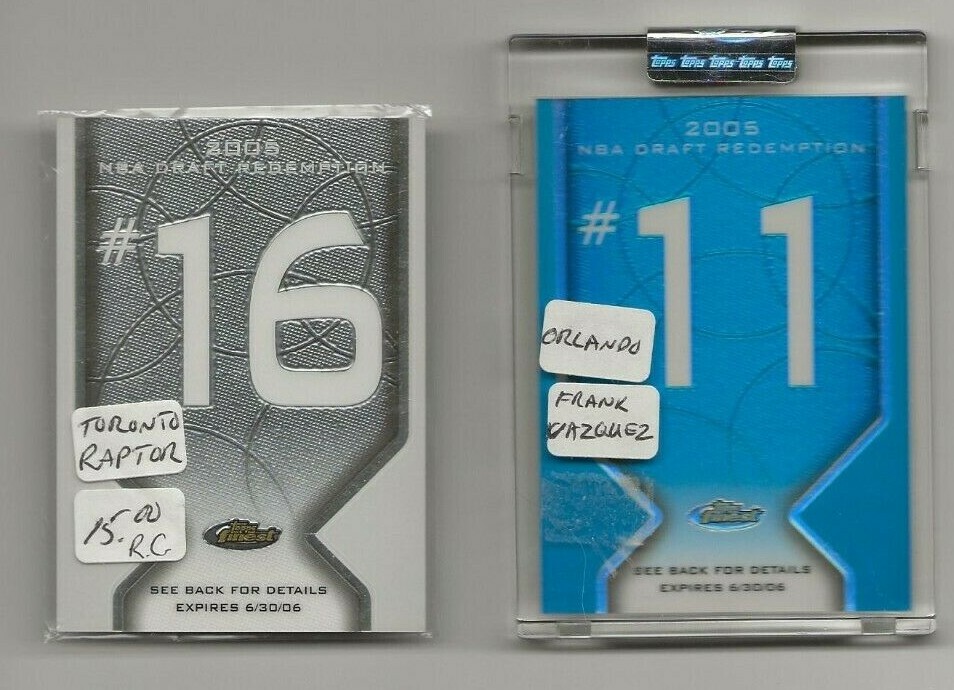 2005
NBA DRAFT REDEMPTION
#16
TORONTO
RAPTOR
15.00
R.C
topps
finest
SEE BACK FOR DETAILS
EXPIRES 6/30/06
topps topps topps topps topps
2005
NBA DRAFT REDEMPTION
#11
ORLANDO
FRANK
VAZQUEZ
topps
finest
SEE BACK FOR DETAILS
EXPIRES 6/30/06